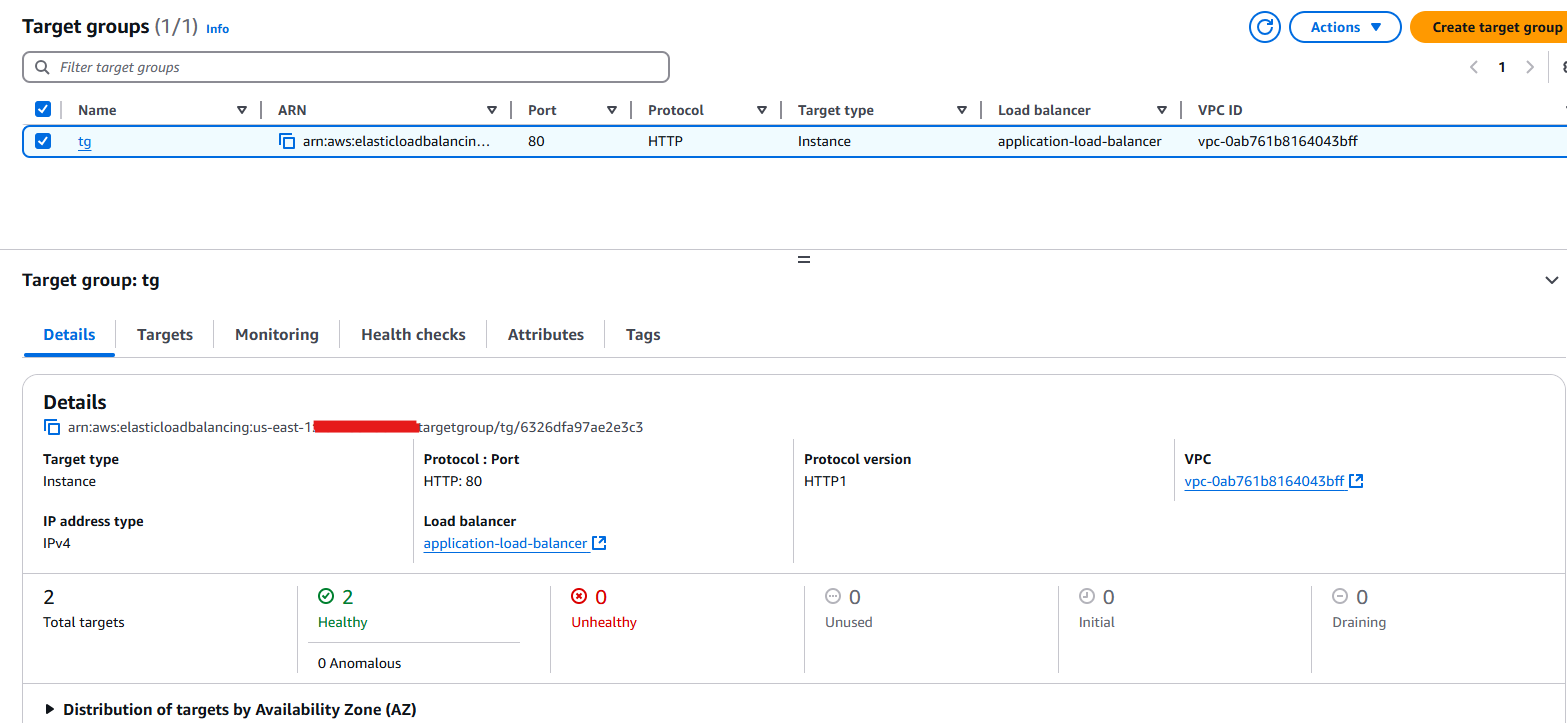 Target groups (1/1) Info
Actions
Create target group
Filter target groups
1
Name ARN Port Protocol Target type Load balancer VPC ID
tg arn:aws:elasticloadbalancin... 80 HTTP Instance application-load-balancer vpc-0ab761b8164043bff
Target group: tg
Details Targets Monitoring Health checks Attributes Tags
Details
arn:aws:elasticloadbalancing:us-east-1: targetgroup/tg/6326dfa97ae2e3c3
Target type Protocol : Port Protocol version VPC
Instance HTTP: 80 HTTP1 vpc-0ab761b8164043bff
IP address type Load balancer
IPv4 application-load-balancer
2 2 0 0 0 0
Total targets Healthy Unhealthy Unused Initial Draining
0 Anomalous
Distribution of targets by Availability Zone (AZ)